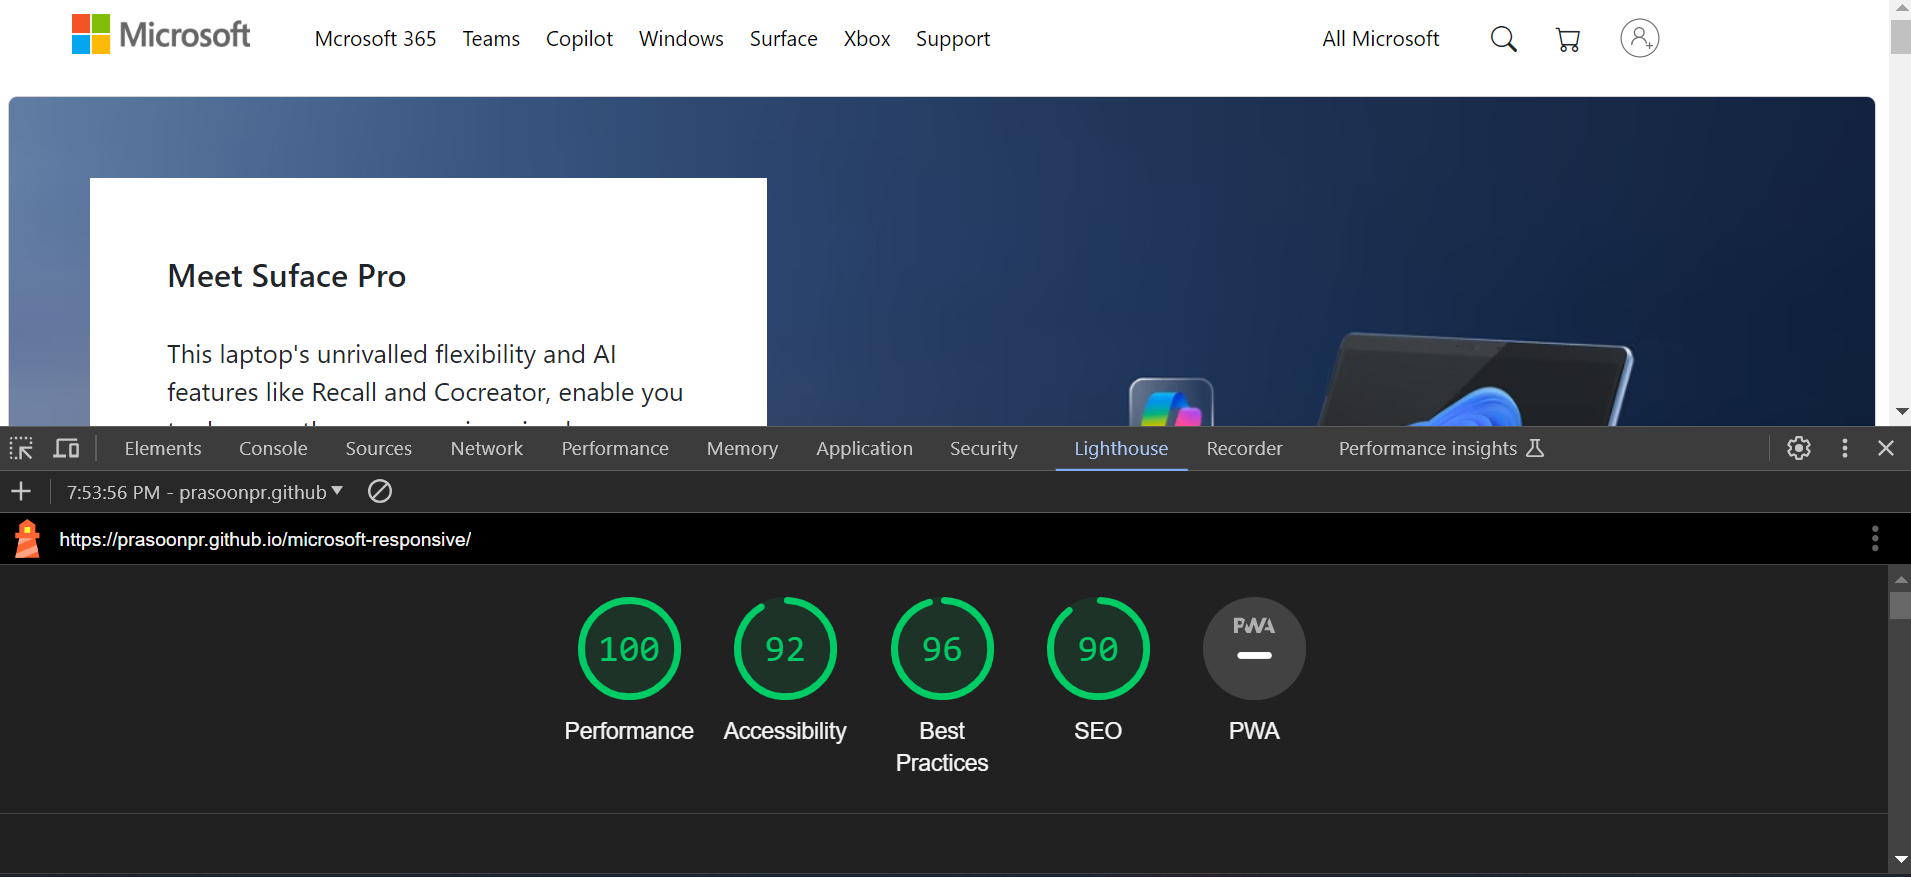 Microsoft
Mcrosoft 365 Teams Copilot Windows Surface Xbox Support All Microsoft
Meet Suface Pro
This laptop's unrivalled flexibility and AI
features like Recall and Cocreator, enable you
Elements Console Sources Network Performance Memory Application Security Lighthouse Recorder Performance insights
7:53:56 PM - prasoonpr.github
https://prasoonpr.github.io/microsoft-responsive/
100 92 96 90 PWA
Performance Accessibility Best SEO PWA
Practices